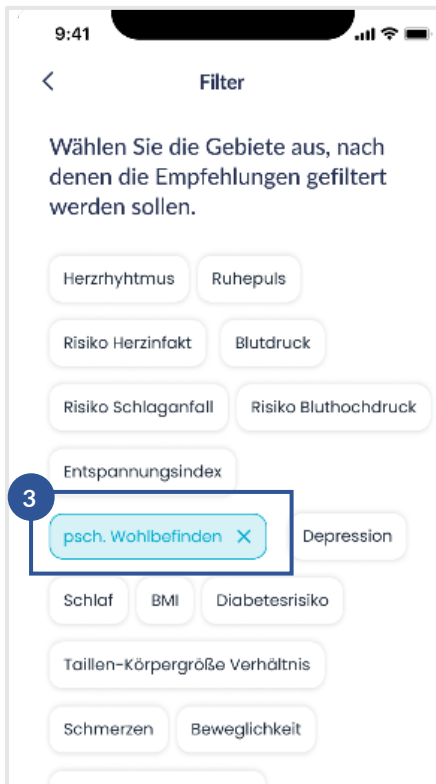 9:41
Filter
Wählen Sie die Gebiete aus, nach
denen die Empfehlungen gefiltert
werden sollen.
Herzrhyhtmus Ruhepuls
Risiko Herzinfakt Blutdruck
Risiko Schlaganfall Risiko Bluthochdruck
Entspannungsindex
3
psch. Wohlbefinden Depression
Schlaf BMI Diabetesrisiko
Taillen-Körpergröße Verhältnis
Schmerzen Beweglichkeit